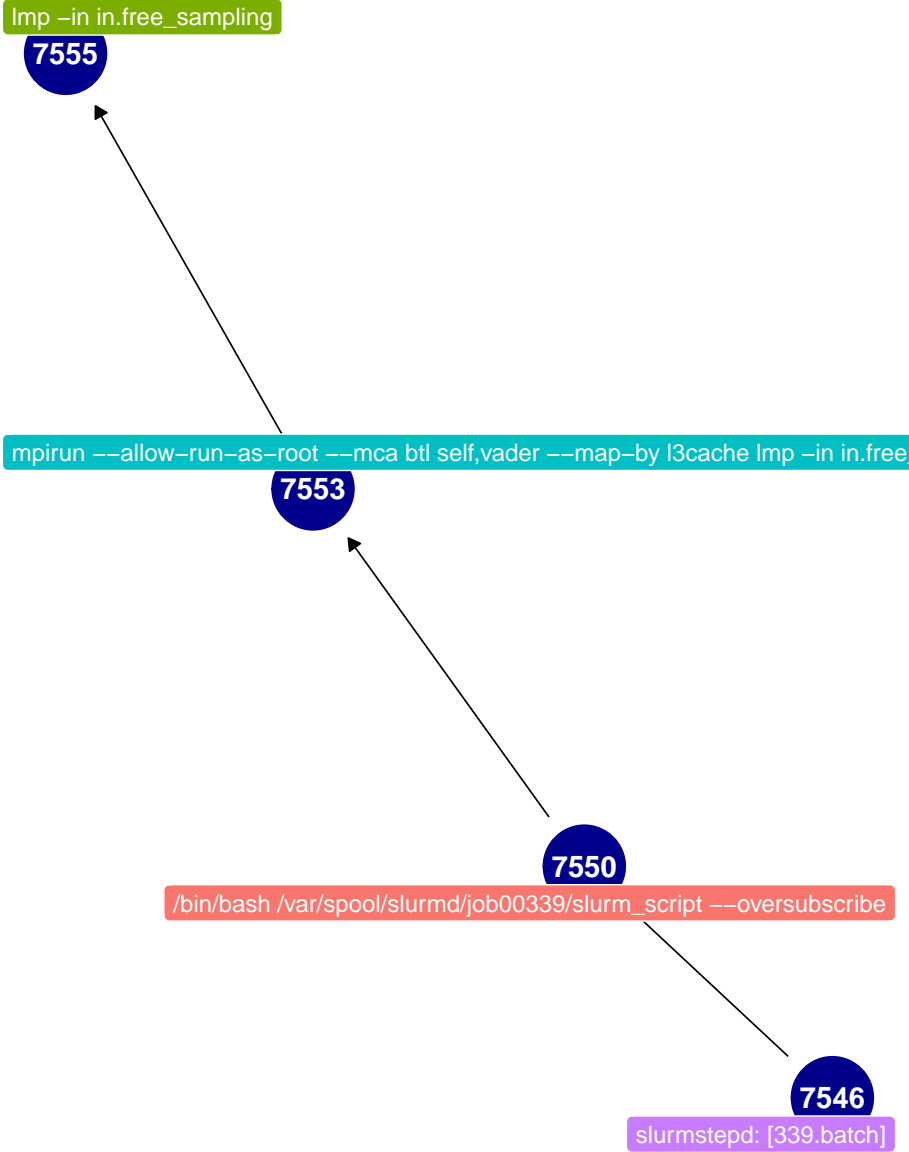 lmp −in in.free_sampling
7555
mpirun −−allow−run−as−root −−mca btl self,vader −−map−by l3cache lmp −in in.free_
7553
7550
/bin/bash /var/spool/slurmd/job00339/slurm_script −−oversubscribe
7546
slurmstepd: [339.batch]